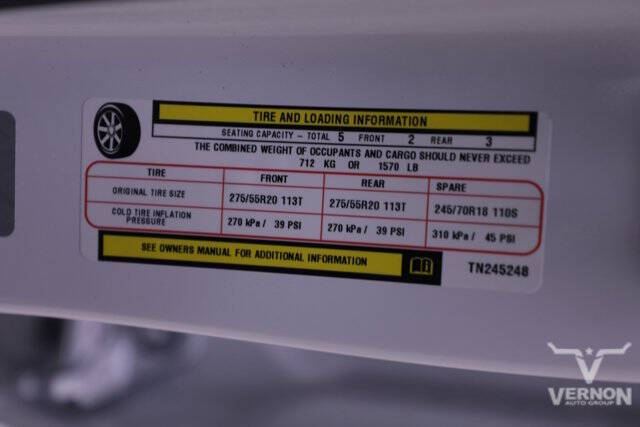 TIRE AND LOADING INFORMATION
SEATING CAPACITY – TOTAL 5 FRONT 2 REAR 3
THE COMBINED WEIGHT OF OCCUPANTS AND CARGO SHOULD NEVER EXCEED
712 KG OR 1570 LB
TIRE FRONT REAR SPARE
ORIGINAL TIRE SIZE 275/55R20 113T 275/55R20 113T 245/70R18 110S
COLD TIRE INFLATION
PRESSURE 270 kPa / 39 PSI 270 kPa / 39 PSI 310 kPa / 45 PSI
SEE OWNERS MANUAL FOR ADDITIONAL INFORMATION
TN245248
VERNON
AUTO GROUP